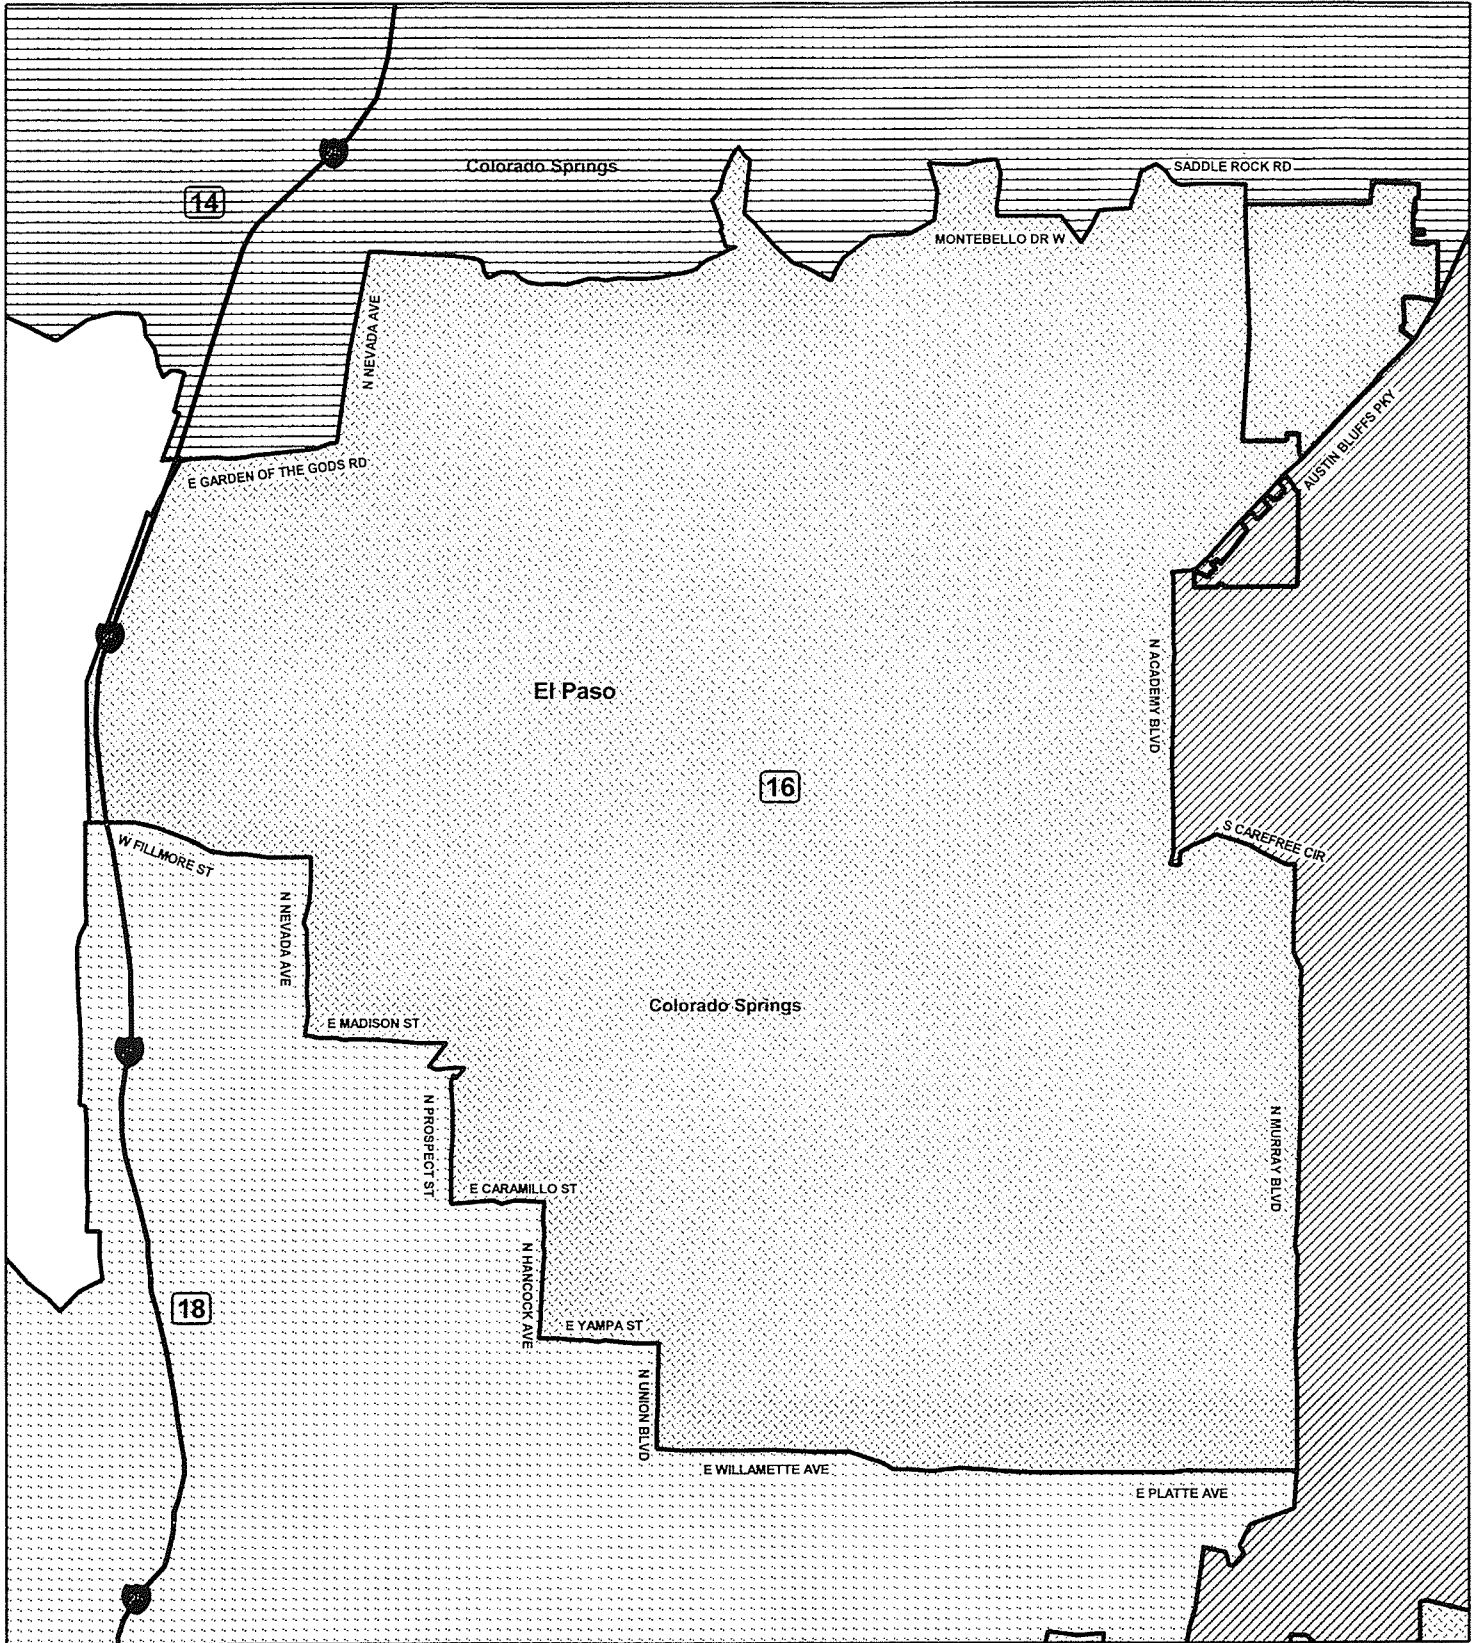 Colorado Springs
SADDLE ROCK RD
14
MONTEBELLO DR W
N NEVADA AVE
E GARDEN OF THE GODS RD
AUSTIN BLUFFS PKY
N ACADEMY BLVD
El Paso
16
S CAREFREE CIR
W FILLMORE ST
N NEVADA AVE
Colorado Springs
E MADISON ST
N PROSPECT ST
N MURRAY BLVD
E CARAMILLO ST
N HANCOCK AVE
18
E YAMPA ST
N UNION BLVD
E WILLAMETTE AVE
E PLATTE AVE